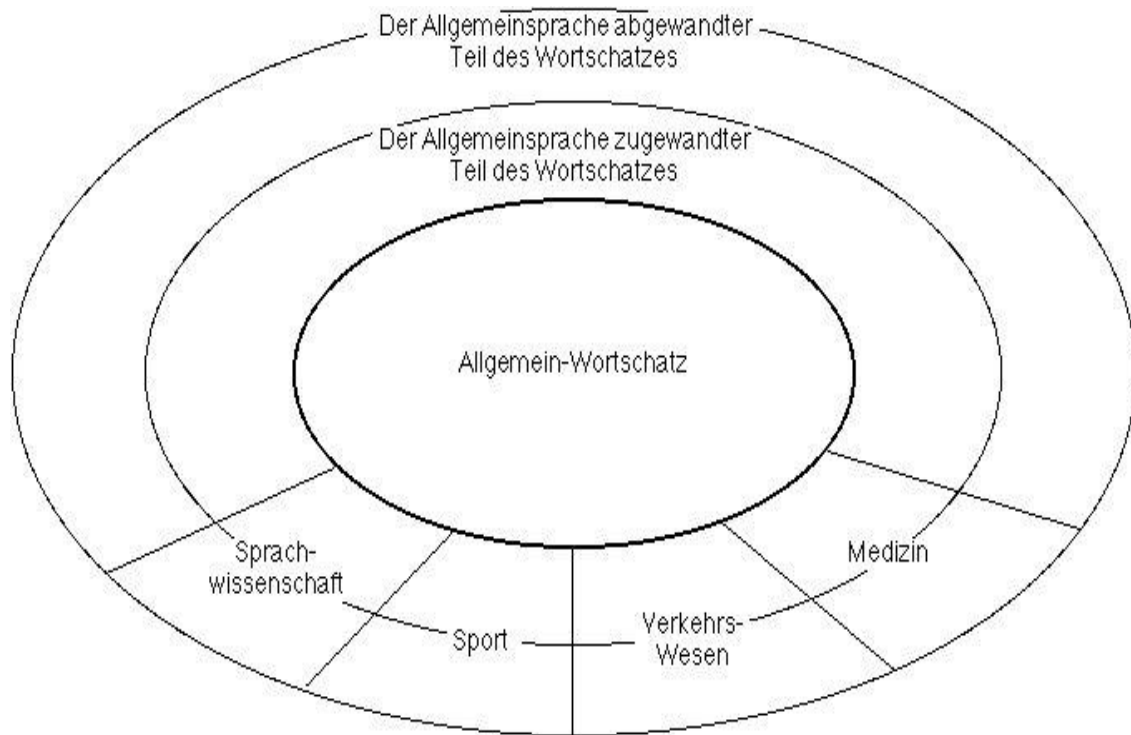 Der Allgemeinsprache abgewandter
Teil des Wortschatzes
Der Allgemeinsprache zugewandter
Teil des Wortschatzes
Allgemein-Wortschatz
Sprach-
wissenschaft
Sport
Verkehrs-
Wesen
Medizin